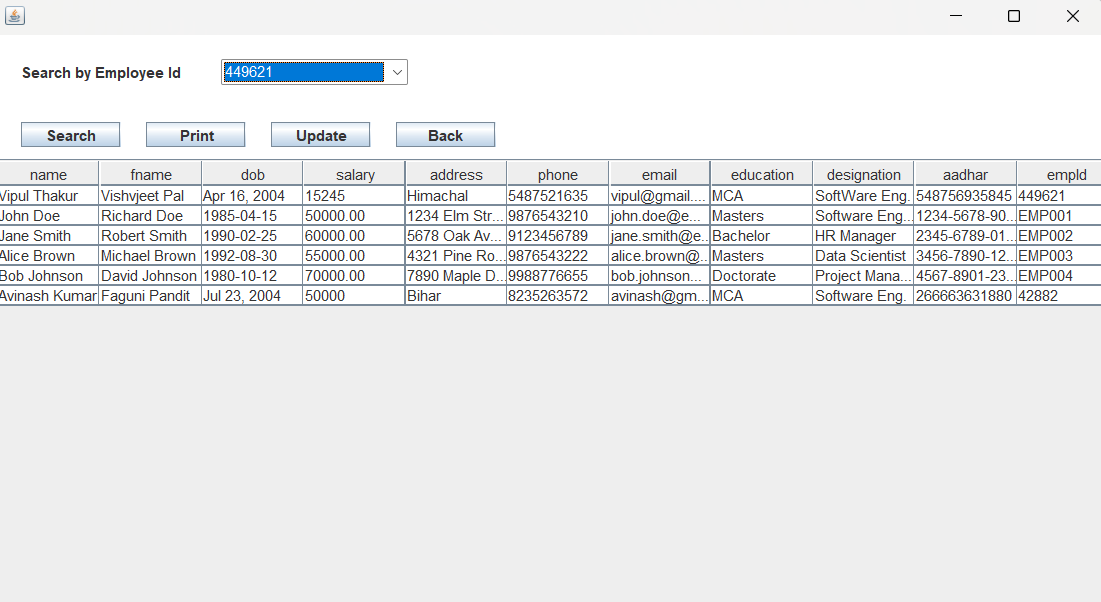 Search by Employee Id 449621
Search Print Update Back
name fname dob salary address phone email education designation aadhar empId
Vipul Thakur Vishvjeet Pal Apr 16, 2004 15245 Himachal 5487521635 vipul@gmail.... MCA SoftWare Eng. 548756935845 449621
John Doe Richard Doe 1985-04-15 50000.00 1234 Elm Str... 9876543210 john.doe@e... Masters Software Eng... 1234-5678-90... EMP001
Jane Smith Robert Smith 1990-02-25 60000.00 5678 Oak Av... 9123456789 jane.smith@e... Bachelor HR Manager 2345-6789-01... EMP002
Alice Brown Michael Brown 1992-08-30 55000.00 4321 Pine Ro... 9876543222 alice.brown@... Masters Data Scientist 3456-7890-12... EMP003
Bob Johnson David Johnson 1980-10-12 70000.00 7890 Maple D... 9988776655 bob.johnson... Doctorate Project Mana... 4567-8901-23... EMP004
Avinash Kumar Faguni Pandit Jul 23, 2004 50000 Bihar 8235263572 avinash@gm... MCA Software Eng. 266663631880 42882